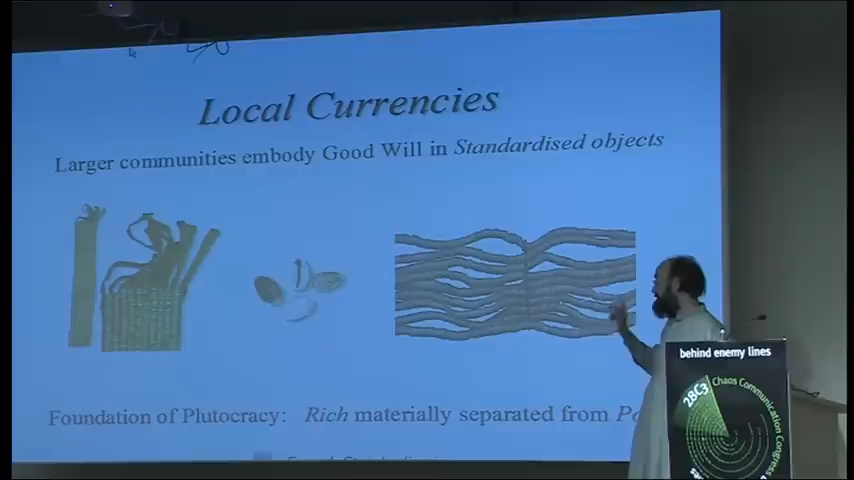 Local Currencies
Larger communities embody Good Will in Standardised objects
Foundation of Plutocracy: Rich materially separated from
behind enemy lines
28C3
Chaos Communication Congress